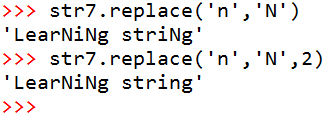 >>> str7.replace('n','N')
'LearNiNg striNg'
>>> str7.replace('n','N',2)
'LearNiNg string'
>>>